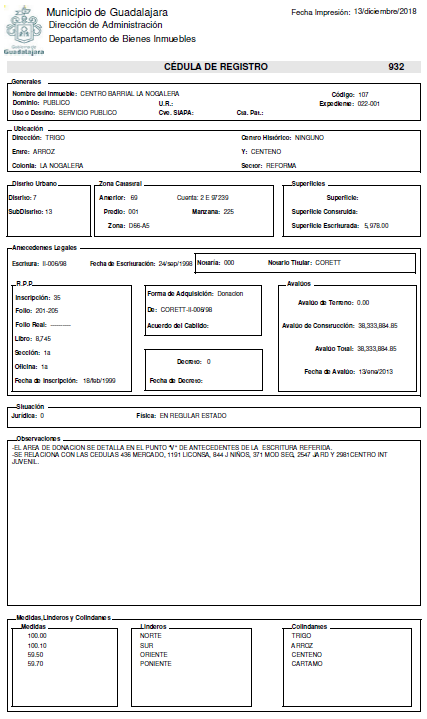 Municipio de Guadalajara
Fecha Impresión: 13/diciembre/2018
Dirección de Administración
Departamento de Bienes Inmuebles
Guadalajara
CÉDULA DE REGISTRO 932
Generales
Nombre del Inmueble: CENTRO BARRIAL LA NOGALERA
Código: 107
Dominio: PUBLICO
U.R.:
Expediente: 022-001
Uso o Destino: SERVICIO PUBLICO
Cve. SIAPA:
Cta. Pat.:
Ubicación
Dirección: TRIGO
Centro Histórico: NINGUNO
Entre: ARROZ
Y: CENTENO
Colonia: LA NOGALERA
Sector: REFORMA
Distrito Urbano
Distrito: 7
SubDistrito: 13
Zona Catastral
Anterior: 69
Cuenta: 2 E 97239
Predio: 001
Manzana: 225
Zona: D66-A5
Superficies
Superficie:
Superficie Construida:
Superficie Escriturada: 5,978.00
Antecedentes Legales
Escritura: II-006/98
Fecha de Escrituración: 24/sep/1998
Notaría: 000
Notario Titular: CORETT
R.P.P.
Inscripción: 35
Folio: 201-205
Folio Real: ----------
Libro: 8,745
Sección: 1a
Oficina: 1a
Fecha de Inscripción: 18/feb/1999
Forma de Adquisición: Donacion
De: CORETT-II-006/98
Acuerdo del Cabildo:
Decreto: 0
Fecha de Decreto:
Avalúos
Avalúo de Terreno: 0.00
Avalúo de Construcción: 38,333,884.85
Avalúo Total: 38,333,884.85
Fecha de Avalúo: 13/ene/2013
Situación
Jurídica: 0
Física: EN REGULAR ESTADO
Observaciones
-EL AREA DE DONACION SE DETALLA EN EL PUNTO "V" DE ANTECEDENTES DE LA ESCRITURA REFERIDA.
-SE RELACIONA CON LAS CEDULAS 436 MERCADO, 1191 LICONSA, 844 J NIÑOS, 371 MOD SEG, 2547 JARD Y 2981CENTRO INT
JUVENIL.
Medidas,Linderos y Colindantes
Medidas Linderos Colindantes
100.00 NORTE TRIGO
100.10 SUR ARROZ
59.50 ORIENTE CENTENO
59.70 PONIENTE CARTAMO